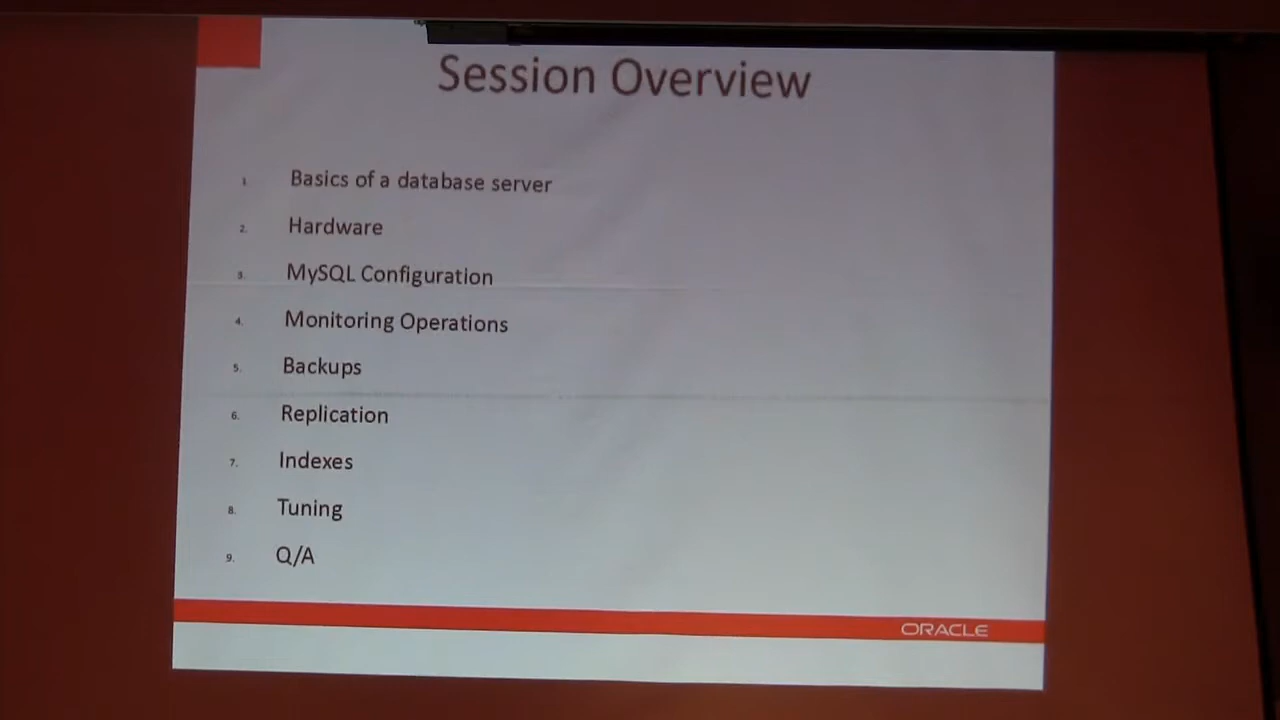 Session Overview
1. Basics of a database server
2. Hardware
3. MySQL Configuration
4. Monitoring Operations
5. Backups
6. Replication
7. Indexes
8. Tuning
9. Q/A
ORACLE